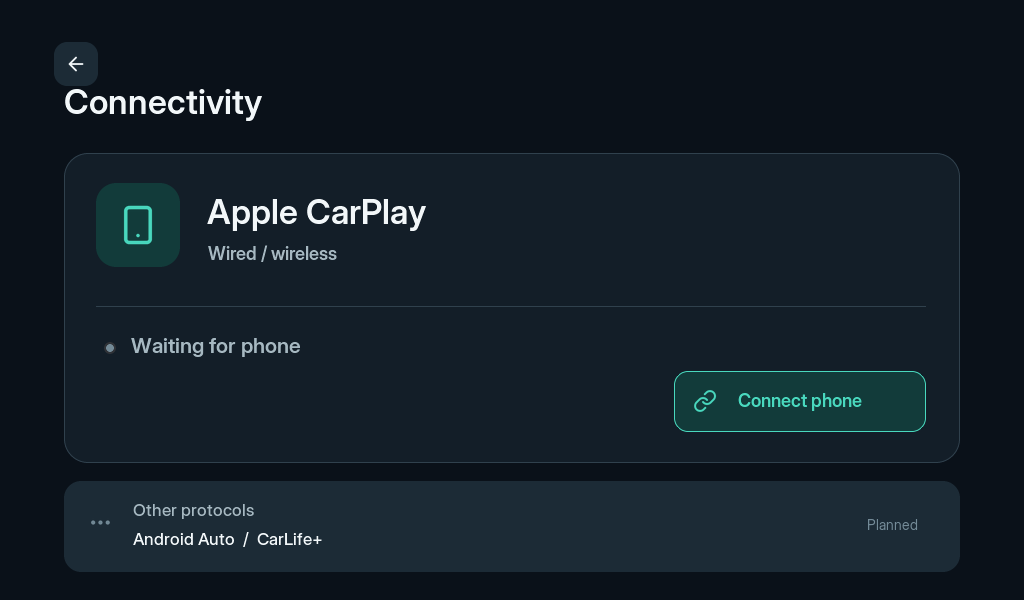 Connectivity
Apple CarPlay
Wired / wireless
Waiting for phone
Connect phone
Other protocols
Android Auto / CarLife+
Planned